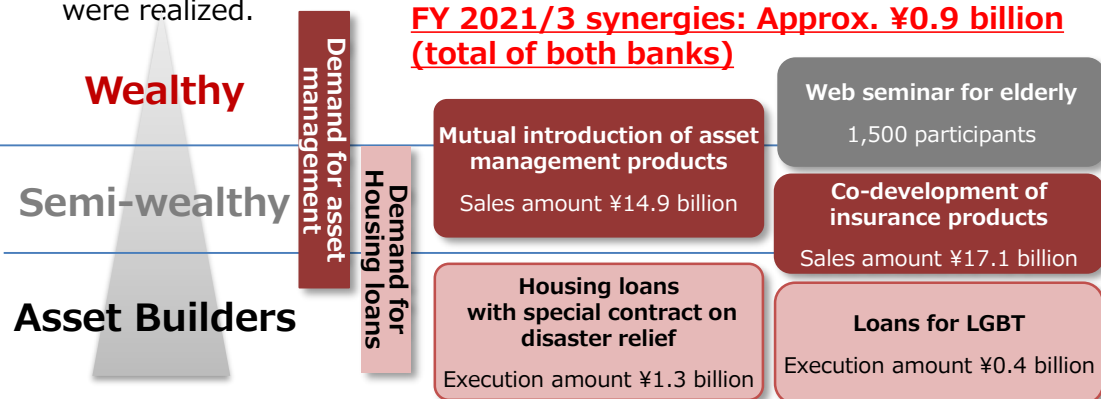 were realized.
FY 2021/3 synergies: Approx. ¥0.9 billion
(total of both banks)
Wealthy
Semi-wealthy
Asset Builders
Demand for asset
management
Demand for
Housing loans
Mutual introduction of asset
management products
Sales amount ¥14.9 billion
Web seminar for elderly
1,500 participants
Co-development of
insurance products
Sales amount ¥17.1 billion
Housing loans
with special contract on
disaster relief
Execution amount ¥1.3 billion
Loans for LGBT
Execution amount ¥0.4 billion